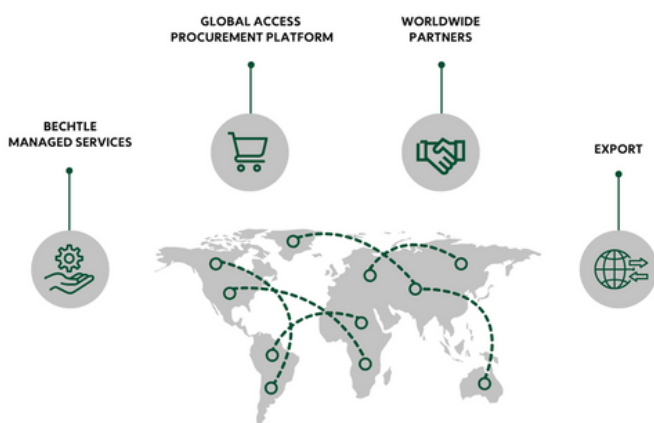 GLOBAL ACCESS
PROCUREMENT PLATFORM
WORLDWIDE
PARTNERS
BECHTLE
MANAGED SERVICES
EXPORT